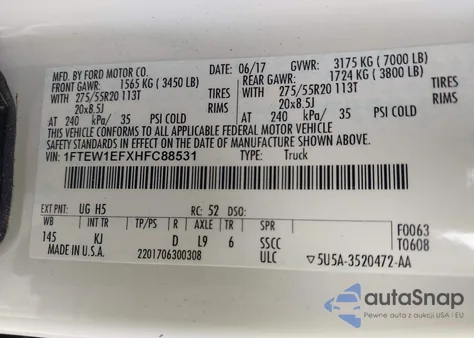 MFD. BY FORD MOTOR CO.
DATE: 06/17 GVWR: 3175 KG (7000 LB)
FRONT GAWR: 1565 KG (3450 LB) REAR GAWR: 1724 KG (3800 LB)
WITH 275/55R20 113T TIRES WITH 275/55R20 113T TIRES
20x8.5J RIMS 20x8.5J RIMS
AT 240 kPa/ 35 PSI COLD AT 240 kPa/ 35 PSI COLD
THIS VEHICLE CONFORMS TO ALL APPLICABLE FEDERAL MOTOR VEHICLE
SAFETY STANDARDS IN EFFECT ON THE DATE OF MANUFACTURE SHOWN ABOVE.
VIN: 1FTEW1EFXHFC88531 TYPE: Truck
EXT PNT: UG H5 RC: 52 DSO:
WB INT TR TP/PS R AXLE TR SPR F0063
145 KJ D L9 6 SSCC T0608
MADE IN U.S.A. 2201706300308 ULC ▽5U5A-3520472-AA
autoSnap
Pewne auta z aukcji USA i EU